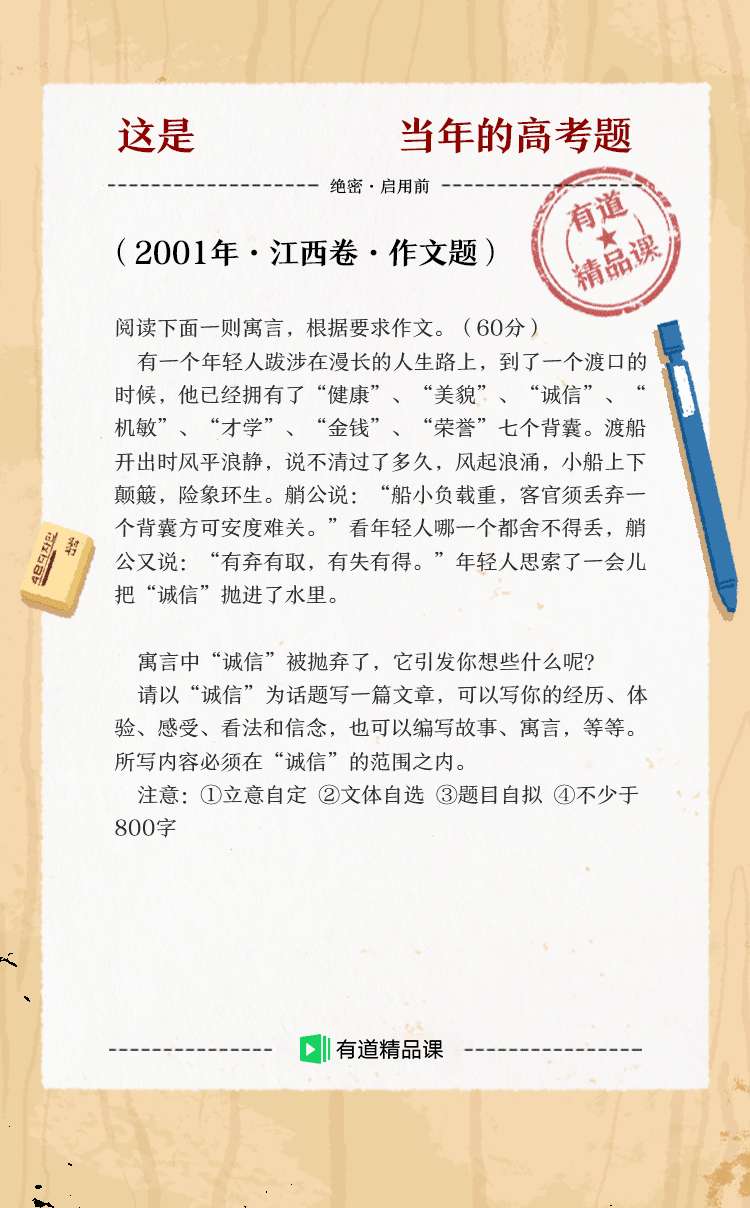 这是 当年的高考题
绝密·启用前
（2001年·江西卷·作文题）
有道
精品课
阅读下面一则寓言，根据要求作文。（60分）
有一个年轻人跋涉在漫长的人生路上，到了一个渡口的
时候，他已经拥有了“健康”、“美貌”、“诚信”、“
机敏”、“才学”、“金钱”、“荣誉”七个背囊。渡船
开出时风平浪静，说不清过了多久，风起浪涌，小船上下
颠簸，险象环生。艄公说：“船小负载重，客官须丢弃一
个背囊方可安度难关。”看年轻人哪一个都舍不得丢，艄
公又说：“有弃有取，有失有得。”年轻人思索了一会儿
把“诚信”抛进了水里。
寓言中“诚信”被抛弃了，它引发你想些什么呢？
请以“诚信”为话题写一篇文章，可以写你的经历、体
验、感受、看法和信念，也可以编写故事、寓言，等等。
所写内容必须在“诚信”的范围之内。
注意：①立意自定 ②文体自选 ③题目自拟 ④不少于
800字
有道精品课